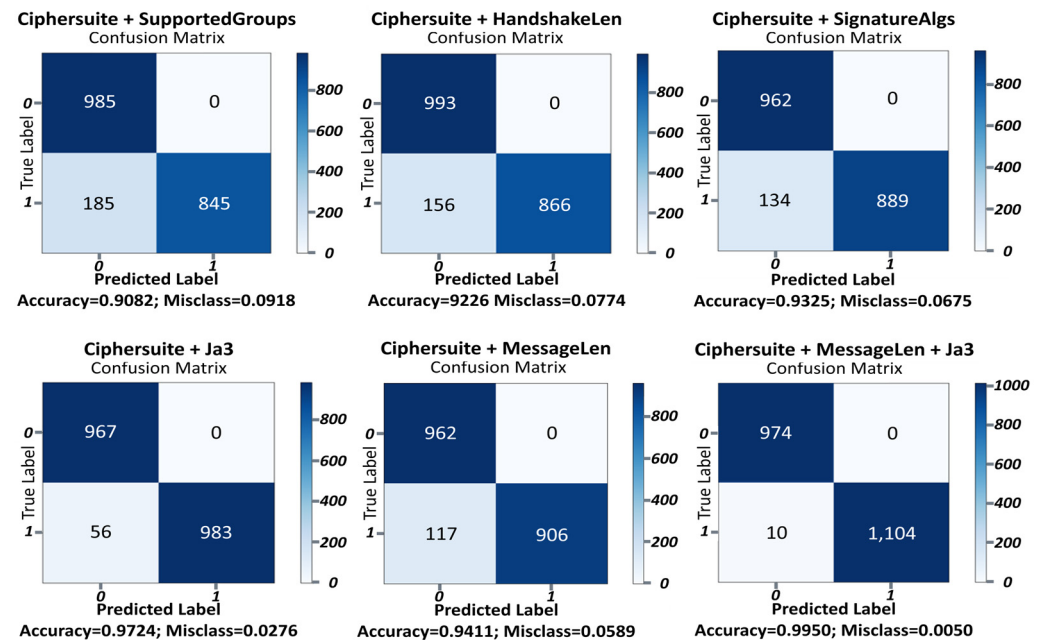 Ciphersuite + SupportedGroups
Confusion Matrix
True Label
0
985
0
1
185
845
0
1
Predicted Label
800
600
400
200
0
Accuracy=0.9082; Misclass=0.0918
Ciphersuite + HandshakeLen
Confusion Matrix
True Label
0
993
0
1
156
866
0
1
Predicted Label
800
600
400
200
0
Accuracy=9226 Misclass=0.0774
Ciphersuite + SignatureAlgs
Confusion Matrix
True Label
0
962
0
1
134
889
0
1
Predicted Label
800
600
400
200
0
Accuracy=0.9325; Misclass=0.0675
Ciphersuite + Ja3
Confusion Matrix
True Label
0
967
0
1
56
983
0
1
Predicted Label
800
600
400
200
0
Accuracy=0.9724; Misclass=0.0276
Ciphersuite + MessageLen
Confusion Matrix
True Label
0
962
0
1
117
906
0
1
Predicted Label
800
600
400
200
0
Accuracy=0.9411; Misclass=0.0589
Ciphersuite + MessageLen + Ja3
Confusion Matrix
True Label
0
974
0
1
10
1,104
0
1
Predicted Label
1000
800
600
400
200
0
Accuracy=0.9950; Misclass=0.0050